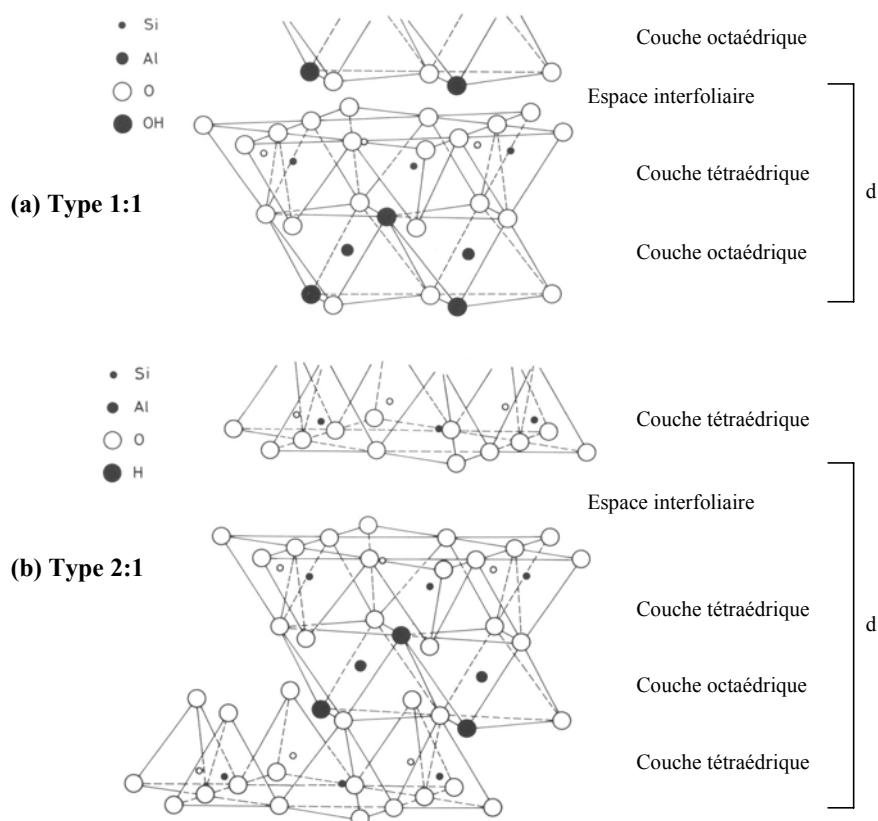 Si
Al
O
OH
(a) Type 1:1
Couche octaédrique
Espace interfoliaire
Couche tétraédrique
Couche octaédrique
d
Si
Al
O
H
(b) Type 2:1
Couche tétraédrique
Espace interfoliaire
Couche tétraédrique
Couche octaédrique
Couche tétraédrique
d